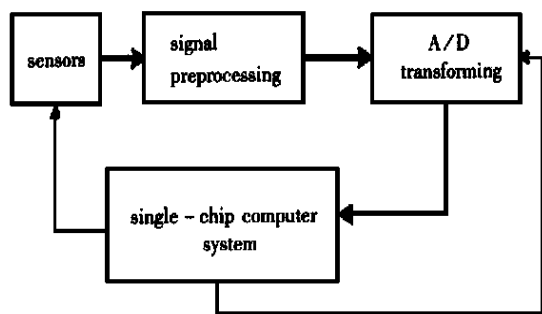 sensors
signal
preprocessing
A/D
transforming
single - chip computer
system